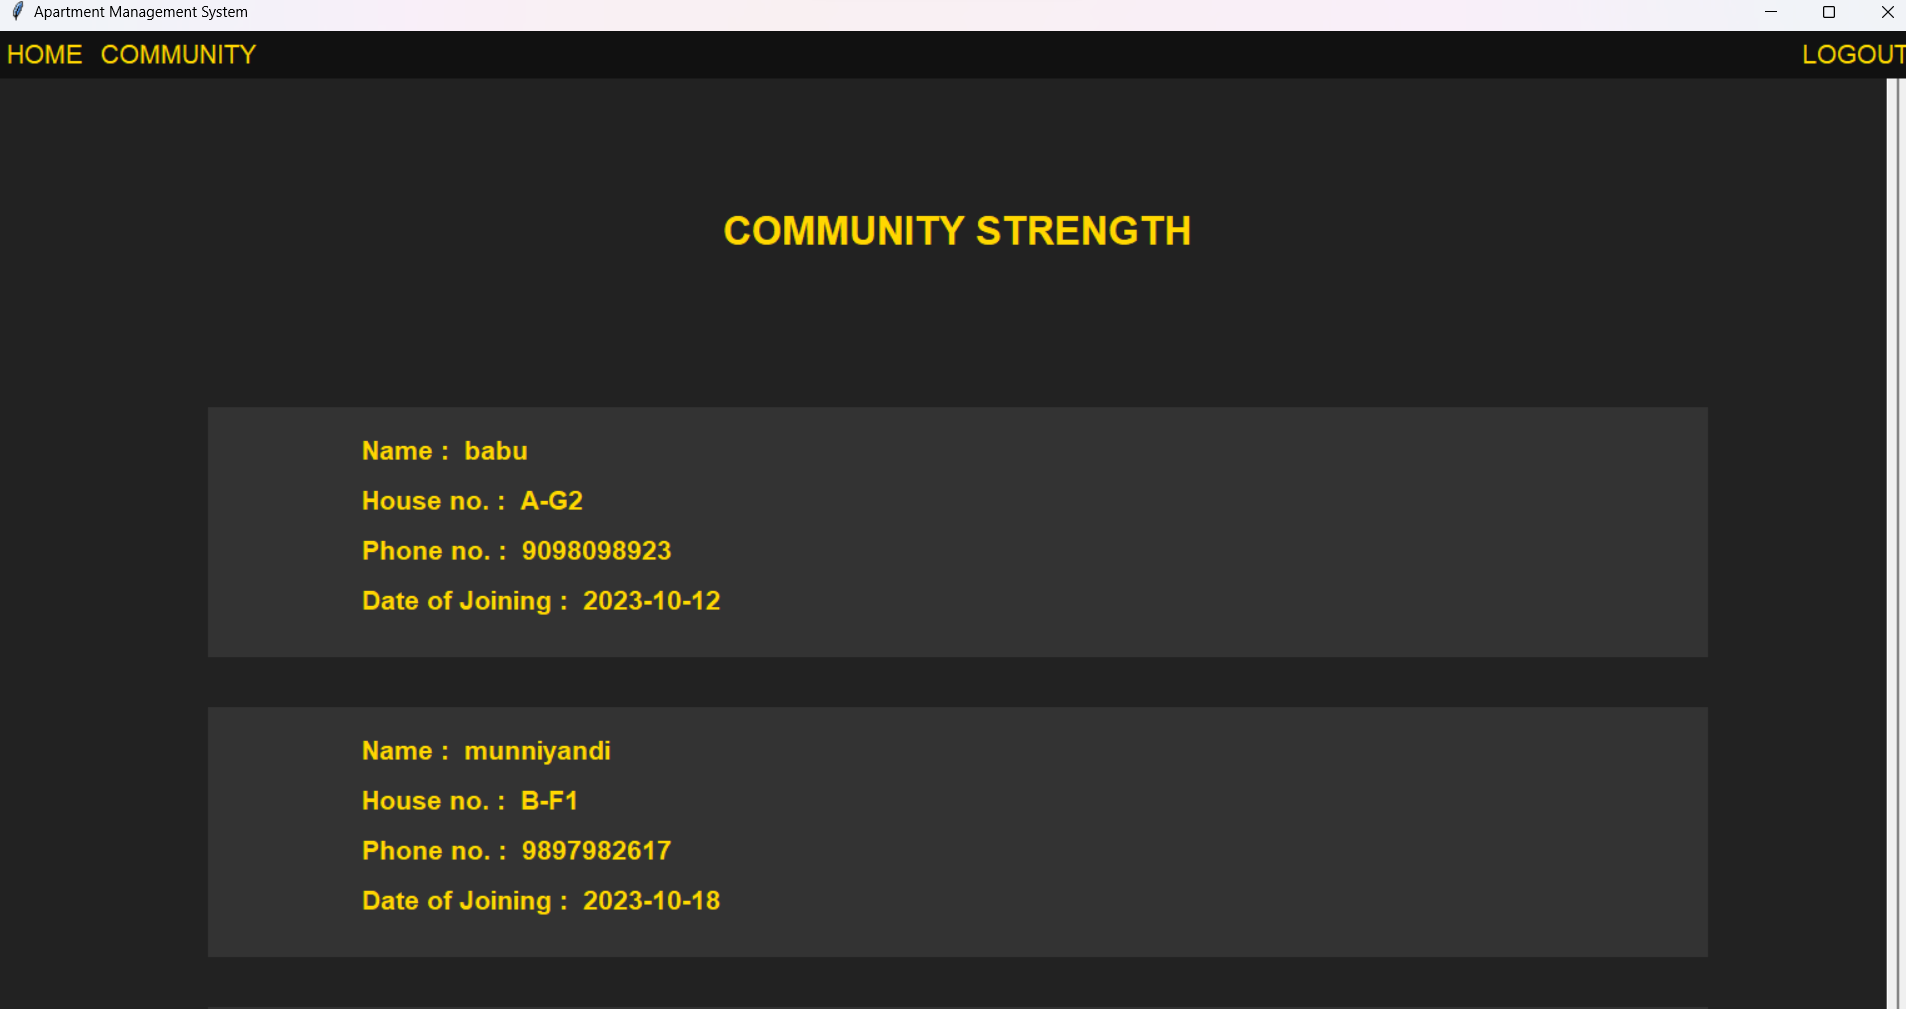 Apartment Management System
HOME COMMUNITY LOGOUT
COMMUNITY STRENGTH
Name : babu
House no. : A-G2
Phone no. : 9098098923
Date of Joining : 2023-10-12
Name : munniyandi
House no. : B-F1
Phone no. : 9897982617
Date of Joining : 2023-10-18